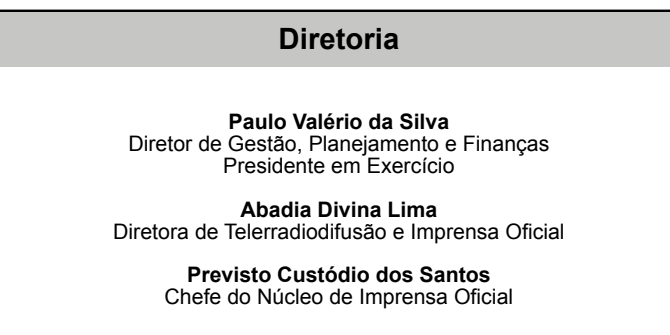 Diretoria
Paulo Valério da Silva
Diretor de Gestão, Planejamento e Finanças
Presidente em Exercício
Abadia Divina Lima
Diretora de Telerradiodifusão e Imprensa Oficial
Previsto Custódio dos Santos
Chefe do Núcleo de Imprensa Oficial